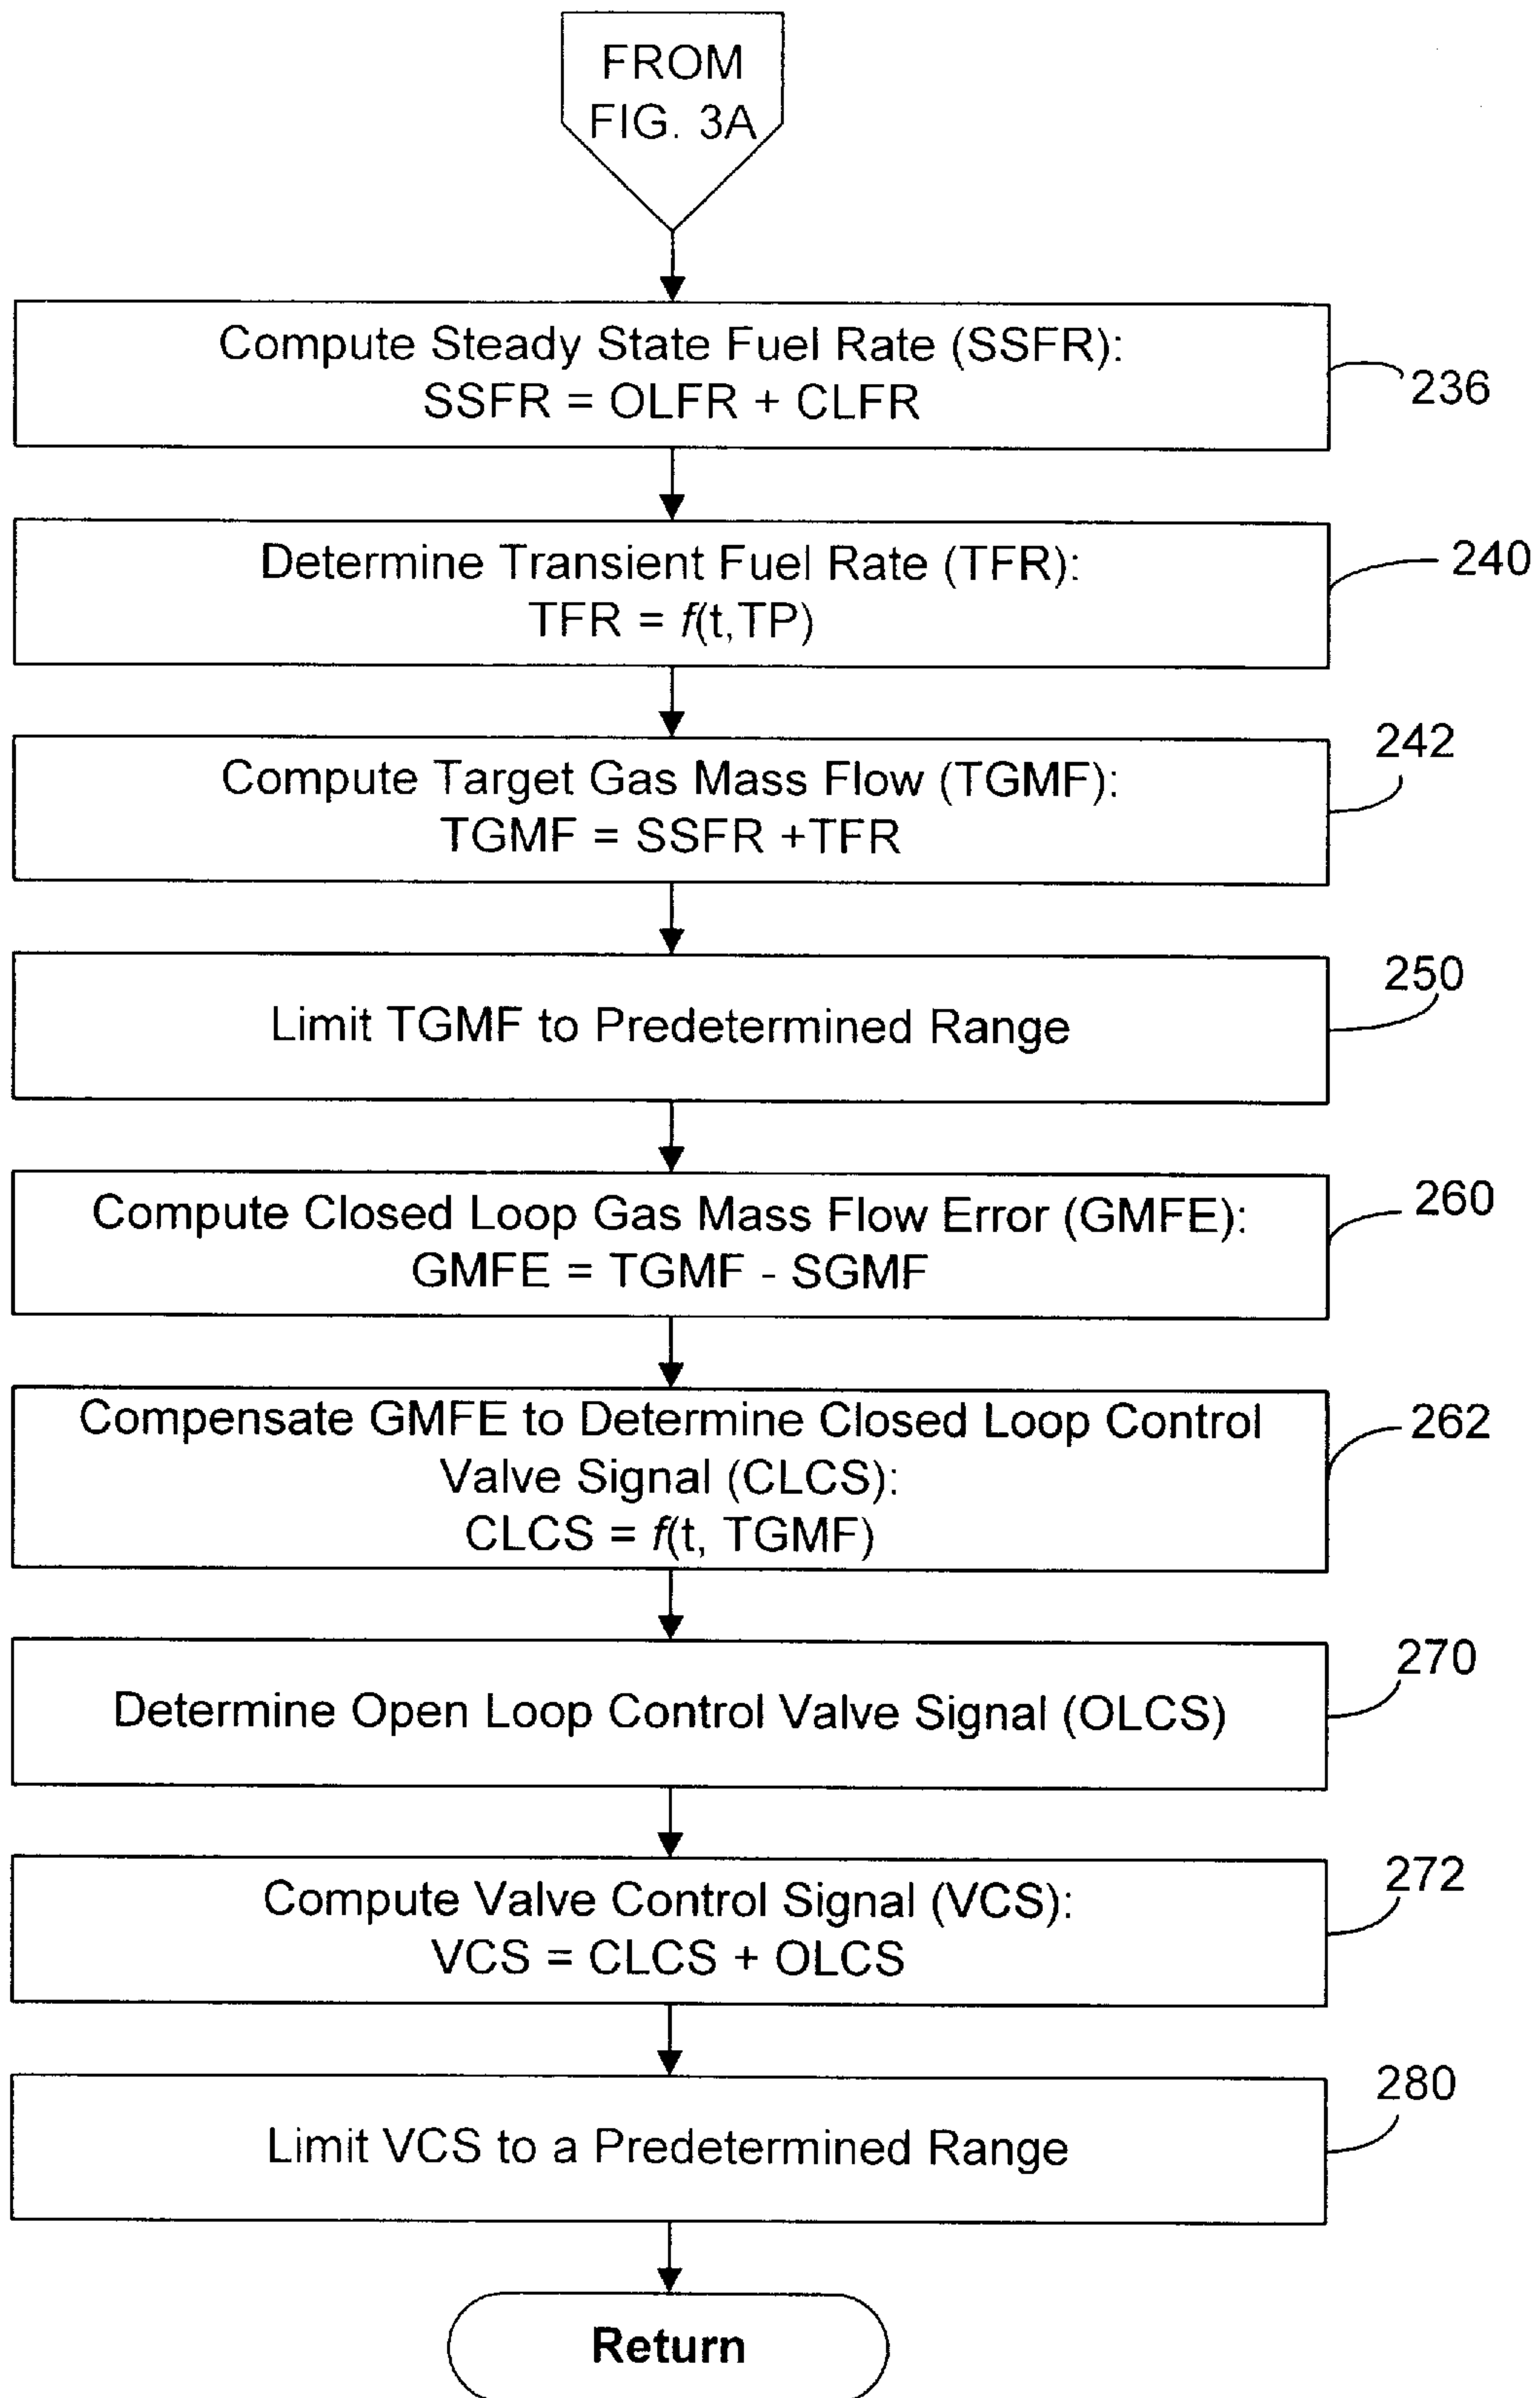 FROM
FIG. 3A
Compute Steady State Fuel Rate (SSFR):
SSFR = OLFR + CLFR
236
Determine Transient Fuel Rate (TFR):
TFR = f(t,TP)
240
Compute Target Gas Mass Flow (TGMF):
TGMF = SSFR +TFR
242
Limit TGMF to Predetermined Range
250
Compute Closed Loop Gas Mass Flow Error (GMFE):
GMFE = TGMF - SGMF
260
Compensate GMFE to Determine Closed Loop Control
Valve Signal (CLCS):
CLCS = f(t, TGMF)
262
Determine Open Loop Control Valve Signal (OLCS)
270
Compute Valve Control Signal (VCS):
VCS = CLCS + OLCS
272
Limit VCS to a Predetermined Range
280
Return